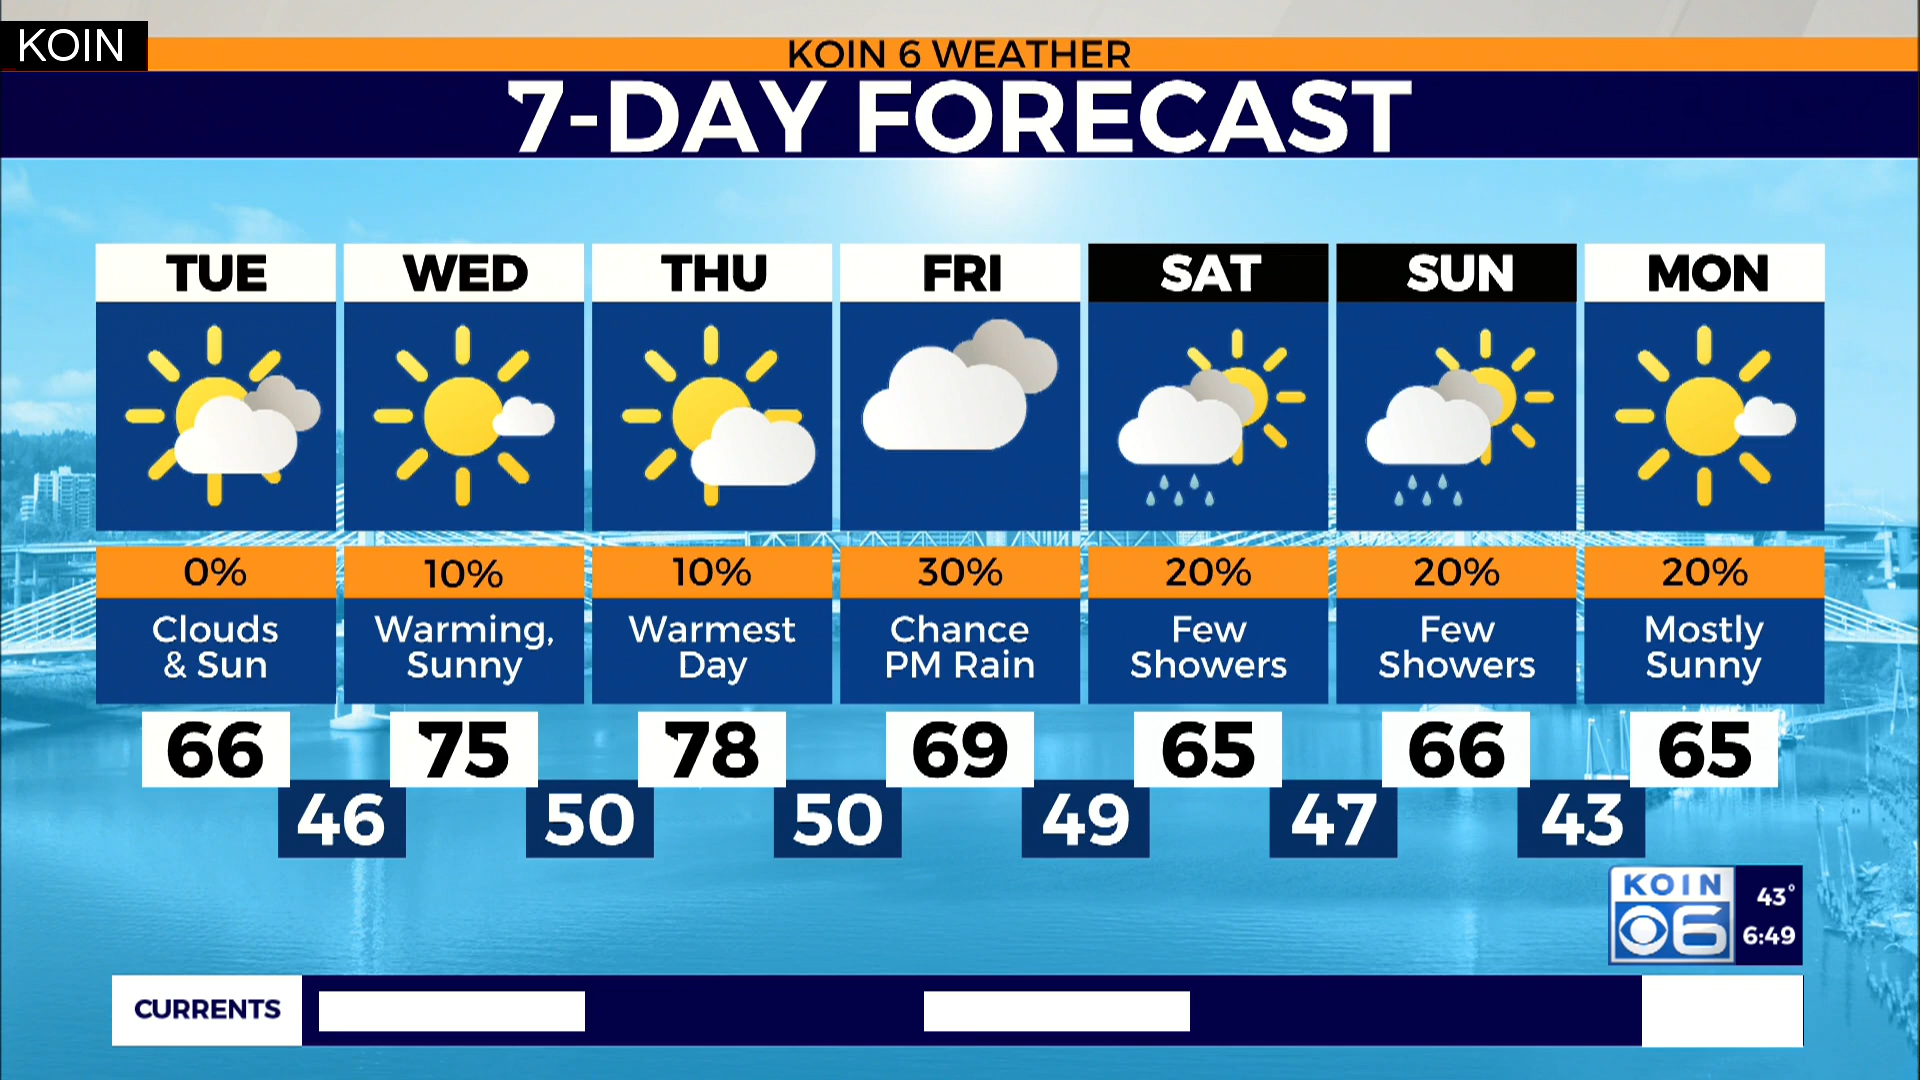 KOIN
KOIN 6 WEATHER
7-DAY FORECAST
TUE WED THU FRI SAT SUN MON
0% 10% 10% 30% 20% 20% 20%
Clouds Warming, Warmest Chance Few Few Mostly
& Sun Sunny Day PM Rain Showers Showers Sunny
66 75 78 69 65 66 65
46 50 50 49 47 43
KOIN 43°
6 6:49
CURRENTS